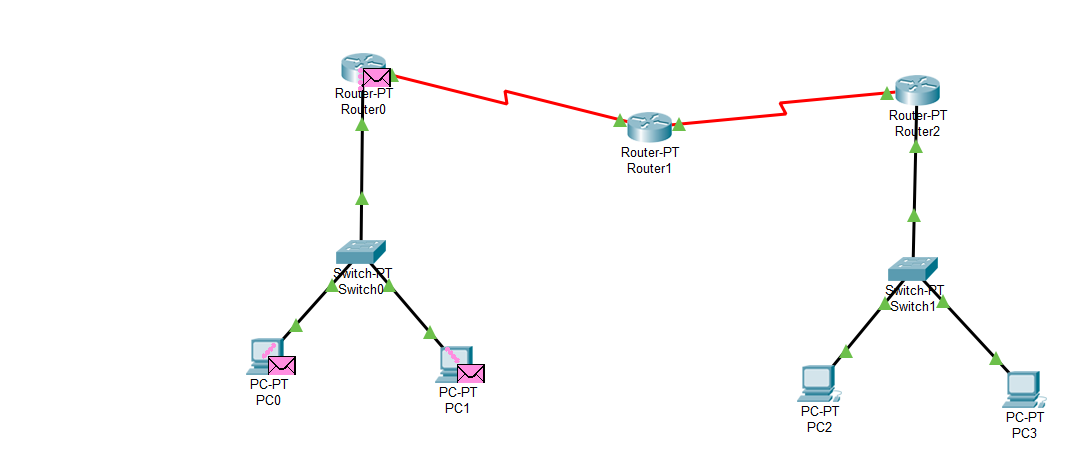 Router-PT
Router0
Router-PT
Router1
Router-PT
Router2
Switch-PT
Switch0
Switch-PT
Switch1
PC-PT
PC0
PC-PT
PC1
PC-PT
PC2
PC-PT
PC3